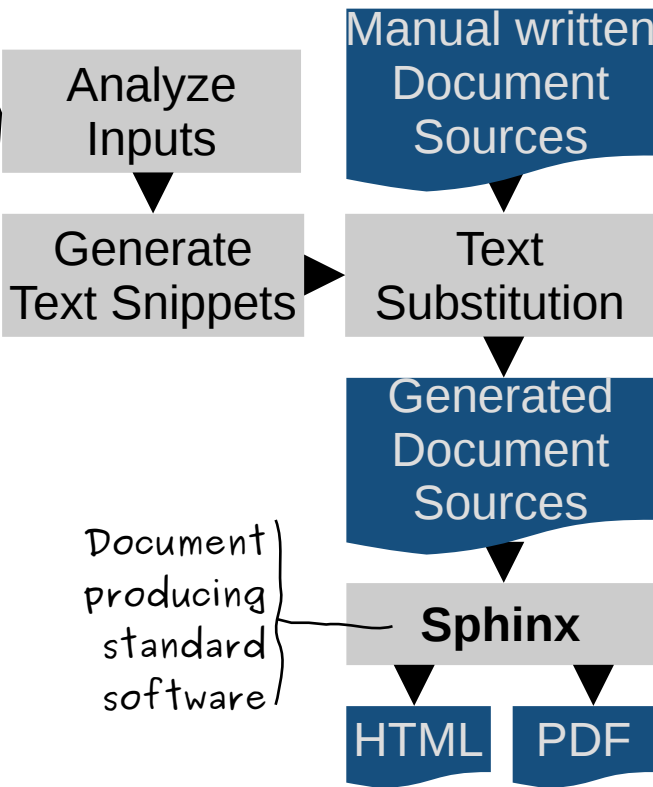 Manual written
Document
Sources
Analyze
Inputs
Generate
Text Snippets
Text
Substitution
Generated
Document
Sources
Document
producing
standard
software
Sphinx
HTML
PDF